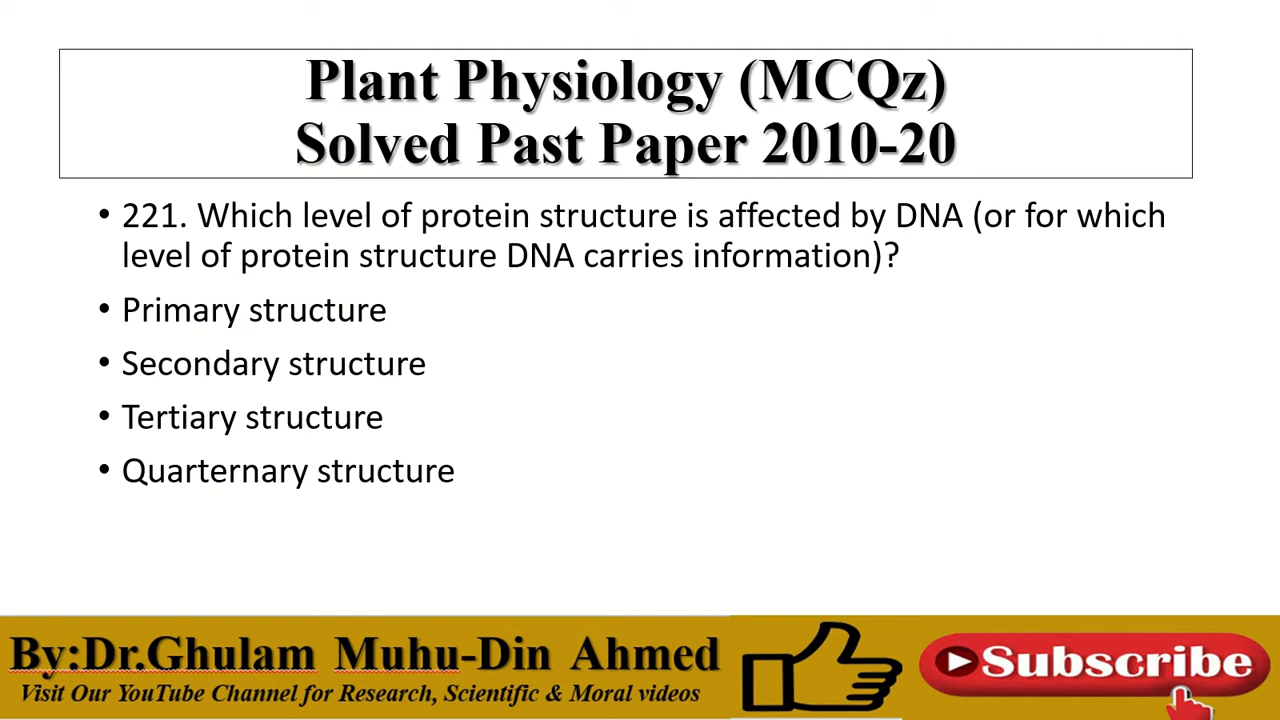 Plant Physiology (MCQz)
Solved Past Paper 2010-20
• 221. Which level of protein structure is affected by DNA (or for which
level of protein structure DNA carries information)?
• Primary structure
• Secondary structure
• Tertiary structure
• Quarternary structure
By:Dr.Ghulam Muhu-Din Ahmed
Visit Our YouTube Channel for Research, Scientific & Moral videos
Subscribe